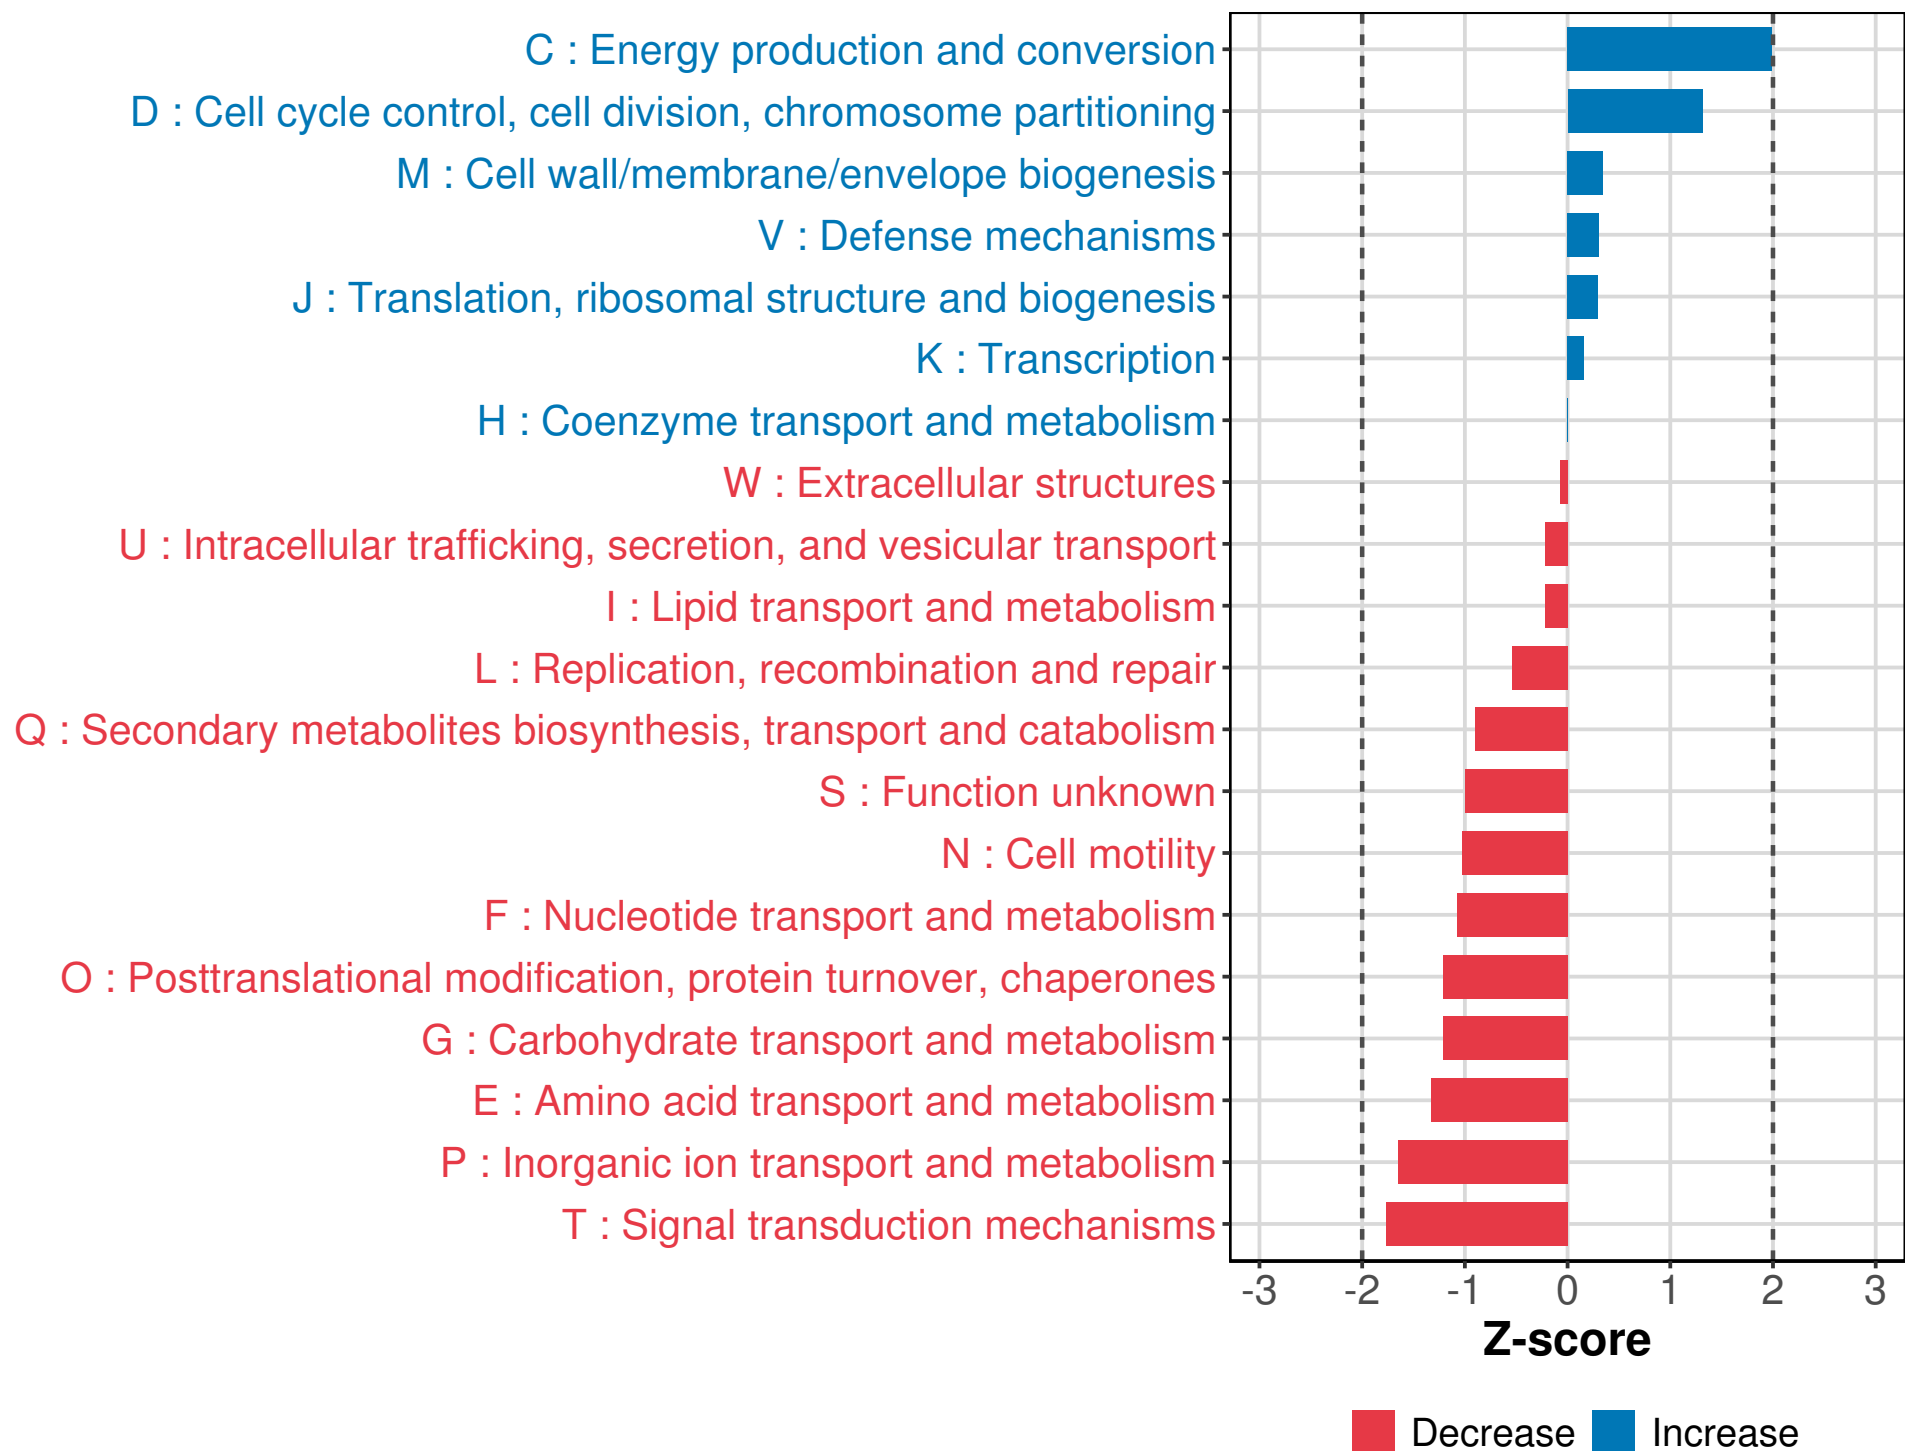 C : Energy production and conversion
D : Cell cycle control, cell division, chromosome partitioning
M : Cell wall/membrane/envelope biogenesis
V : Defense mechanisms
J : Translation, ribosomal structure and biogenesis
K : Transcription
H : Coenzyme transport and metabolism
W : Extracellular structures
U : Intracellular trafficking, secretion, and vesicular transport
I : Lipid transport and metabolism
L : Replication, recombination and repair
Q : Secondary metabolites biosynthesis, transport and catabolism
S : Function unknown
N : Cell motility
F : Nucleotide transport and metabolism
O : Posttranslational modification, protein turnover, chaperones
G : Carbohydrate transport and metabolism
E : Amino acid transport and metabolism
P : Inorganic ion transport and metabolism
T : Signal transduction mechanisms
-3 -2 -1 0 1 2 3
Z-score
Decrease Increase